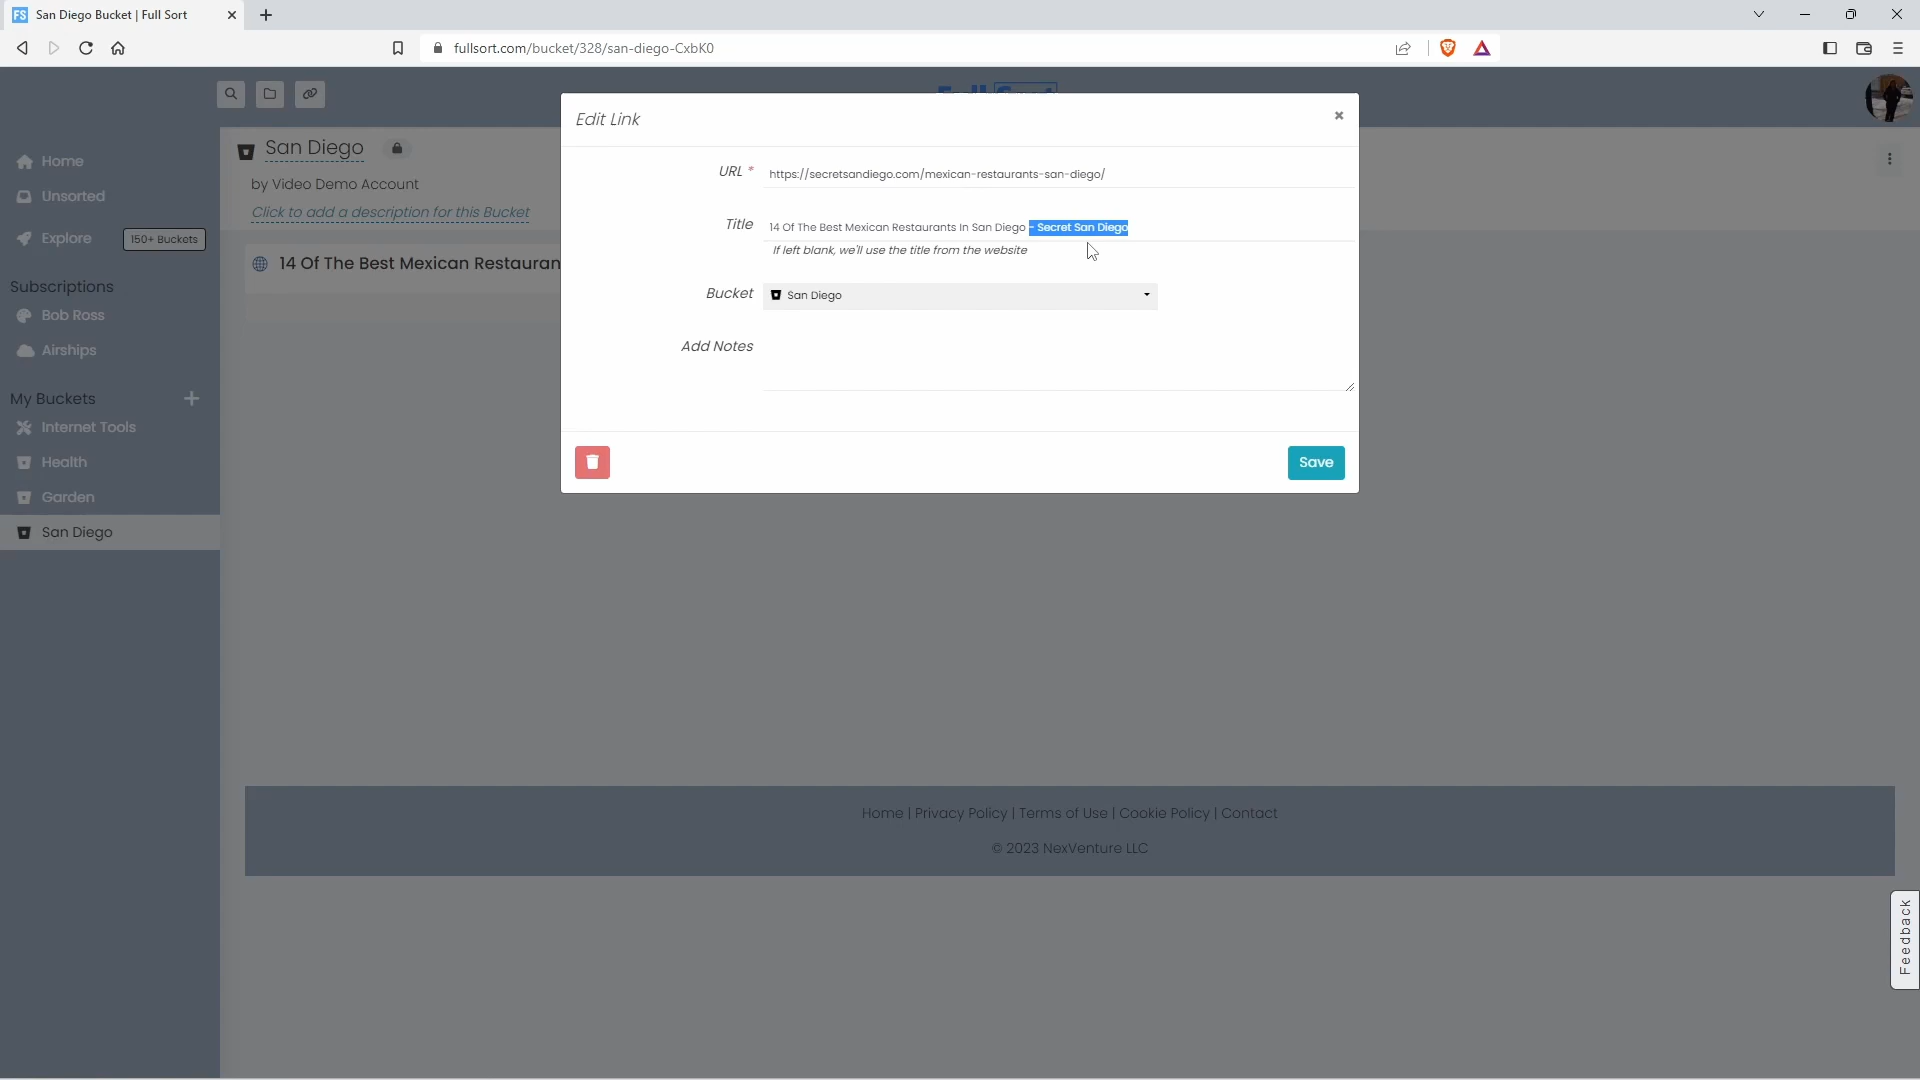 FS San Diego Bucket | Full Sort
fullsort.com/bucket/328/san-diego-CxbK0
Home
Unsorted
Explore 150+ Buckets
Subscriptions
Bob Ross
Airships
My Buckets
Internet Tools
Health
Garden
San Diego
San Diego
by Video Demo Account
Click to add a description for this Bucket
14 Of The Best Mexican Restauran
Edit Link
URL * https://secretsandiego.com/mexican-restaurants-san-diego/
Title 14 Of The Best Mexican Restaurants In San Diego - Secret San Diego
If left blank, we'll use the title from the website
Bucket San Diego
Add Notes
Save
Home | Privacy Policy | Terms of Use | Cookie Policy | Contact
© 2023 NexVenture LLC
Feedback